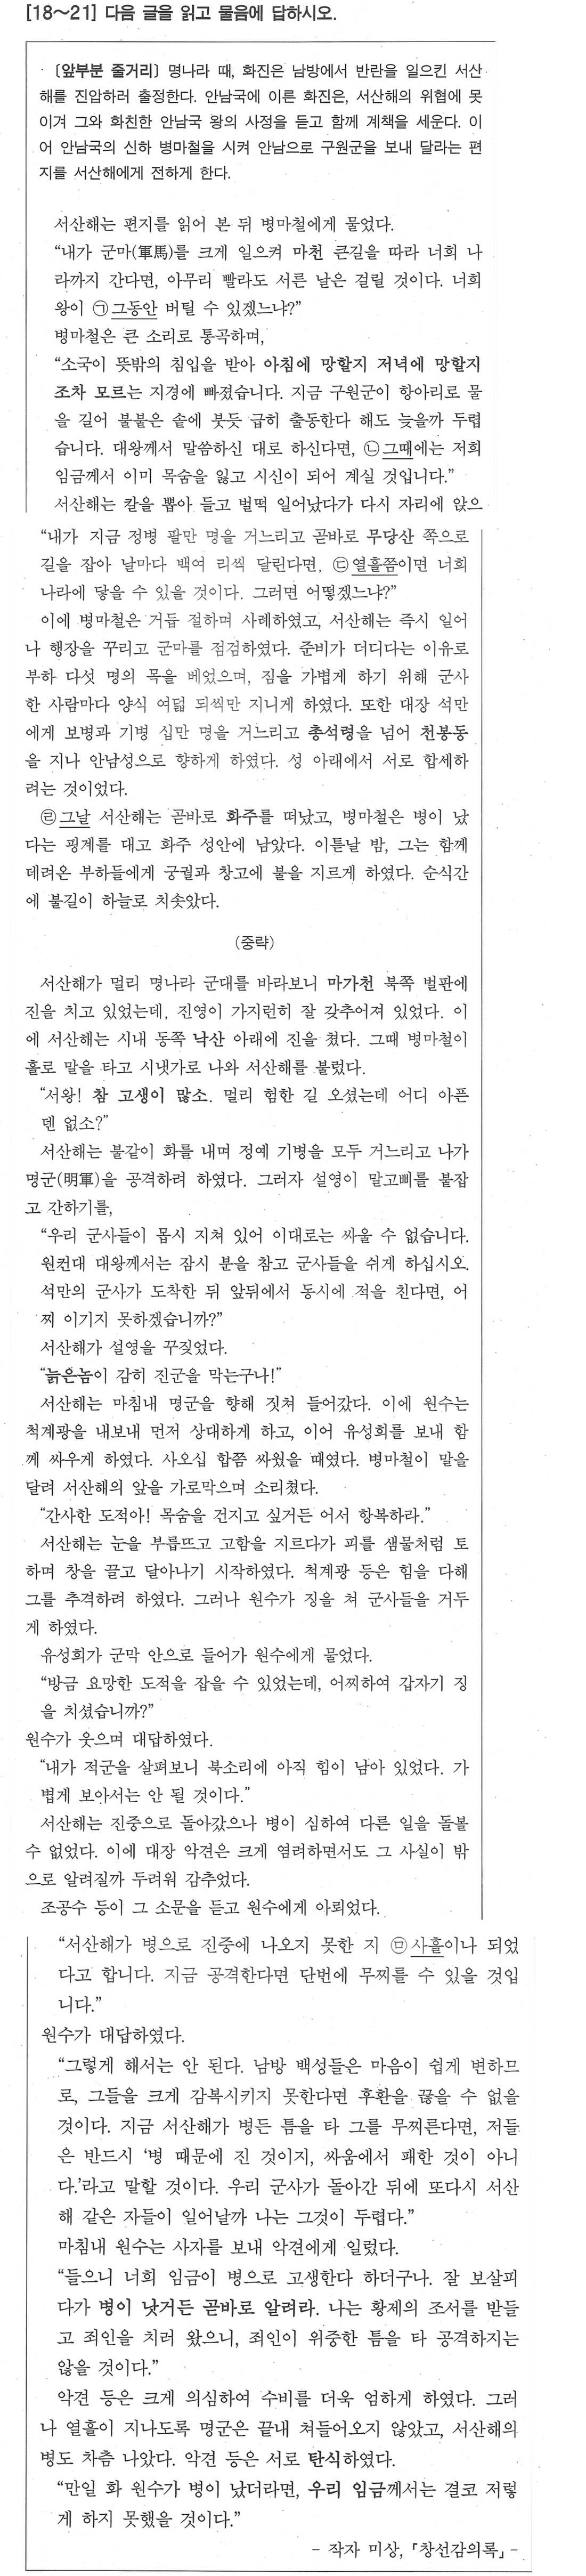 [18~21] 다음 글을 읽고 물음에 답하시오.
〔앞부분 줄거리〕 명나라 때, 화진은 남방에서 반란을 일으킨 서산
해를 진압하러 출정한다. 안남국에 이른 화진은, 서산해의 위협에 못
이겨 그와 화친한 안남국 왕의 사정을 듣고 함께 계책을 세운다. 이
어 안남국의 신하 병마철을 시켜 안남으로 구원군을 보내 달라는 편
지를 서산해에게 전하게 한다.
서산해는 편지를 읽어 본 뒤 병마철에게 물었다.
“내가 군마(軍馬)를 크게 일으켜 마천 큰길을 따라 너희 나
라까지 간다면, 아무리 빨라도 서른 날은 걸릴 것이다. 너희
왕이 ㉠그동안 버틸 수 있겠느냐?”
병마철은 큰 소리로 통곡하며,
“소국이 뜻밖의 침입을 받아 아침에 망할지 저녁에 망할지
조차 모르는 지경에 빠졌습니다. 지금 구원군이 항아리로 물
을 길어 불붙은 솥에 붓듯 급히 출동한다 해도 늦을까 두렵
습니다. 대왕께서 말씀하신 대로 하신다면, ㉡그때에는 저희
임금께서 이미 목숨을 잃고 시신이 되어 계실 것입니다.”
서산해는 칼을 뽑아 들고 벌떡 일어났다가 다시 자리에 앉으
“내가 지금 정병 팔만 명을 거느리고 곧바로 무당산 쪽으로
길을 잡아 날마다 백여 리씩 달린다면, ㉢열흘쯤이면 너희
나라에 닿을 수 있을 것이다. 그러면 어떻겠느냐?”
이에 병마철은 거듭 절하며 사례하였고, 서산해는 즉시 일어
나 행장을 꾸리고 군마를 점검하였다. 준비가 더디다는 이유로
부하 다섯 명의 목을 베었으며, 짐을 가볍게 하기 위해 군사
한 사람마다 양식 여덟 되씩만 지니게 하였다. 또한 대장 석만
에게 보병과 기병 십만 명을 거느리고 총석령을 넘어 천봉동
을 지나 안남성으로 향하게 하였다. 성 아래에서 서로 합세하
려는 것이었다.
㉣그날 서산해는 곧바로 화주를 떠났고, 병마철은 병이 났
다는 핑계를 대고 화주 성안에 남았다. 이튿날 밤, 그는 함께
데려온 부하들에게 궁궐과 창고에 불을 지르게 하였다. 순식간
에 불길이 하늘로 치솟았다.
(중략)
서산해가 멀리 명나라 군대를 바라보니 마가천 북쪽 벌판에
진을 치고 있었는데, 진영이 가지런히 잘 갖추어져 있었다. 이
에 서산해는 시내 동쪽 낙산 아래에 진을 쳤다. 그때 병마철이
홀로 말을 타고 시냇가로 나와 서산해를 불렀다.
“서왕! 참 고생이 많소. 멀리 험한 길 오셨는데 어디 아픈
덴 없소?”
서산해는 불같이 화를 내며 정예 기병을 모두 거느리고 나가
명군(明軍)을 공격하려 하였다. 그러자 설영이 말고삐를 붙잡
고 간하기를,
“우리 군사들이 몹시 지쳐 있어 이대로는 싸울 수 없습니다.
원컨대 대왕께서는 잠시 분을 참고 군사들을 쉬게 하십시오.
석만의 군사가 도착한 뒤 앞뒤에서 동시에 적을 친다면, 어
찌 이기지 못하겠습니까?”
서산해가 설영을 꾸짖었다.
“늙은놈이 감히 진군을 막는구나!”
서산해는 마침내 명군을 향해 짓쳐 들어갔다. 이에 원수는
척계광을 내보내 먼저 상대하게 하고, 이어 유성희를 보내 함
께 싸우게 하였다. 사오십 합쯤 싸웠을 때였다. 병마철이 말을
달려 서산해의 앞을 가로막으며 소리쳤다.
“간사한 도적아! 목숨을 건지고 싶거든 어서 항복하라.”
서산해는 눈을 부릅뜨고 고함을 지르다가 피를 샘물처럼 토
하며 창을 끌고 달아나기 시작하였다. 척계광 등은 힘을 다해
그를 추격하려 하였다. 그러나 원수가 징을 쳐 군사들을 거두
게 하였다.
유성희가 군막 안으로 들어가 원수에게 물었다.
“방금 요망한 도적을 잡을 수 있었는데, 어찌하여 갑자기 징
을 치셨습니까?”
원수가 웃으며 대답하였다.
“내가 적군을 살펴보니 북소리에 아직 힘이 남아 있었다. 가
볍게 보아서는 안 될 것이다.”
서산해는 진중으로 돌아갔으나 병이 심하여 다른 일을 돌볼
수 없었다. 이에 대장 악견은 크게 염려하면서도 그 사실이 밖
으로 알려질까 두려워 감추었다.
조공수 등이 그 소문을 듣고 원수에게 아뢰었다.
“서산해가 병으로 진중에 나오지 못한 지 ㉤사흘이나 되었
다고 합니다. 지금 공격한다면 단번에 무찌를 수 있을 것입
니다.”
원수가 대답하였다.
“그렇게 해서는 안 된다. 남방 백성들은 마음이 쉽게 변하므
로, 그들을 크게 감복시키지 못한다면 후환을 끊을 수 없을
것이다. 지금 서산해가 병든 틈을 타 그를 무찌른다면, 저들
은 반드시 ‘병 때문에 진 것이지, 싸움에서 패한 것이 아니
다.’라고 말할 것이다. 우리 군사가 돌아간 뒤에 또다시 서산
해 같은 자들이 일어날까 나는 그것이 두렵다.”
마침내 원수는 사자를 보내 악견에게 일렀다.
“들으니 너희 임금이 병으로 고생한다 하더구나. 잘 보살피
다가 병이 낫거든 곧바로 알려라. 나는 황제의 조서를 받들
고 죄인을 치러 왔으니, 죄인이 위중한 틈을 타 공격하지는
않을 것이다.”
악견 등은 크게 의심하여 수비를 더욱 엄하게 하였다. 그러
나 열흘이 지나도록 명군은 끝내 쳐들어오지 않았고, 서산해의
병도 차츰 나았다. 악견 등은 서로 탄식하였다.
“만일 화 원수가 병이 났더라면, 우리 임금께서는 결코 저렇
게 하지 못했을 것이다.”
- 작자 미상, 「창선감의록」 -